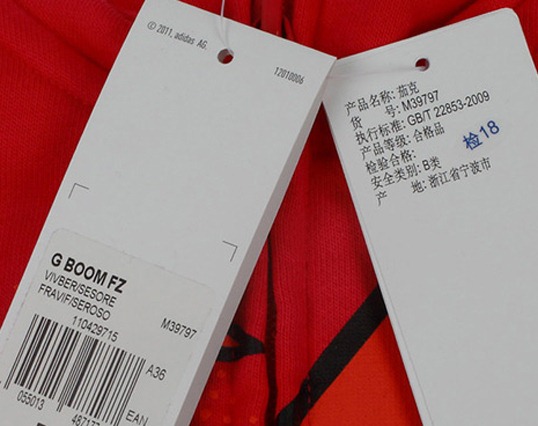 © 2011, adidas AG.
12010006
G BOOM FZ
VIVBER/SESORE
FRAVIF/SEROSO
110429715
M39797
A36
055013
EAN
产品名称: 茄克
货 号: M39797
执行标准: GB/T 22853-2009
产品等级: 合格品
检验合格: 检18
安全类别: B类
产 地: 浙江省宁波市